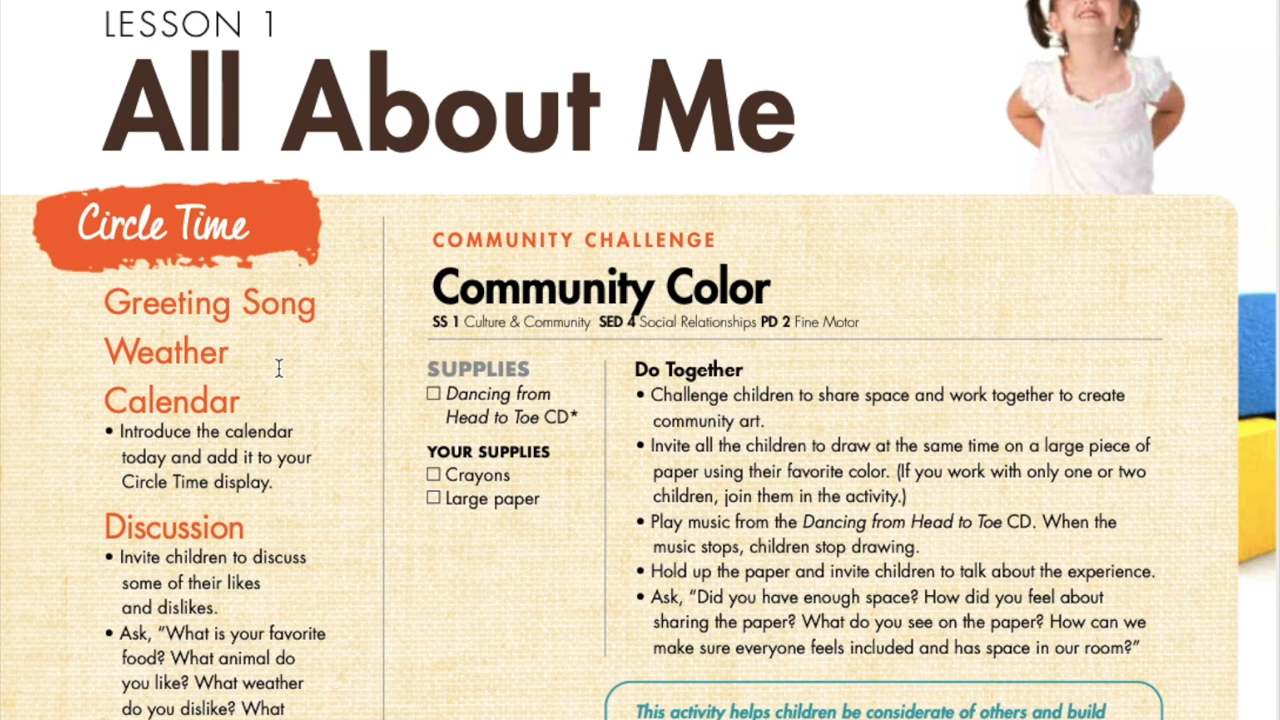 LESSON 1
All About Me
Circle Time
Greeting Song
Weather
Calendar
• Introduce the calendar
today and add it to your
Circle Time display.
Discussion
• Invite children to discuss
some of their likes
and dislikes.
• Ask, “What is your favorite
food? What animal do
you like? What weather
do you dislike? What
COMMUNITY CHALLENGE
Community Color
SS 1 Culture & Community SED 4 Social Relationships PD 2 Fine Motor
SUPPLIES
☐ Dancing from
Head to Toe CD*
YOUR SUPPLIES
☐ Crayons
☐ Large paper
Do Together
• Challenge children to share space and work together to create
community art.
• Invite all the children to draw at the same time on a large piece of
paper using their favorite color. (If you work with only one or two
children, join them in the activity.)
• Play music from the Dancing from Head to Toe CD. When the
music stops, children stop drawing.
• Hold up the paper and invite children to talk about the experience.
• Ask, “Did you have enough space? How did you feel about
sharing the paper? What do you see on the paper? How can we
make sure everyone feels included and has space in our room?”
This activity helps children be considerate of others and build